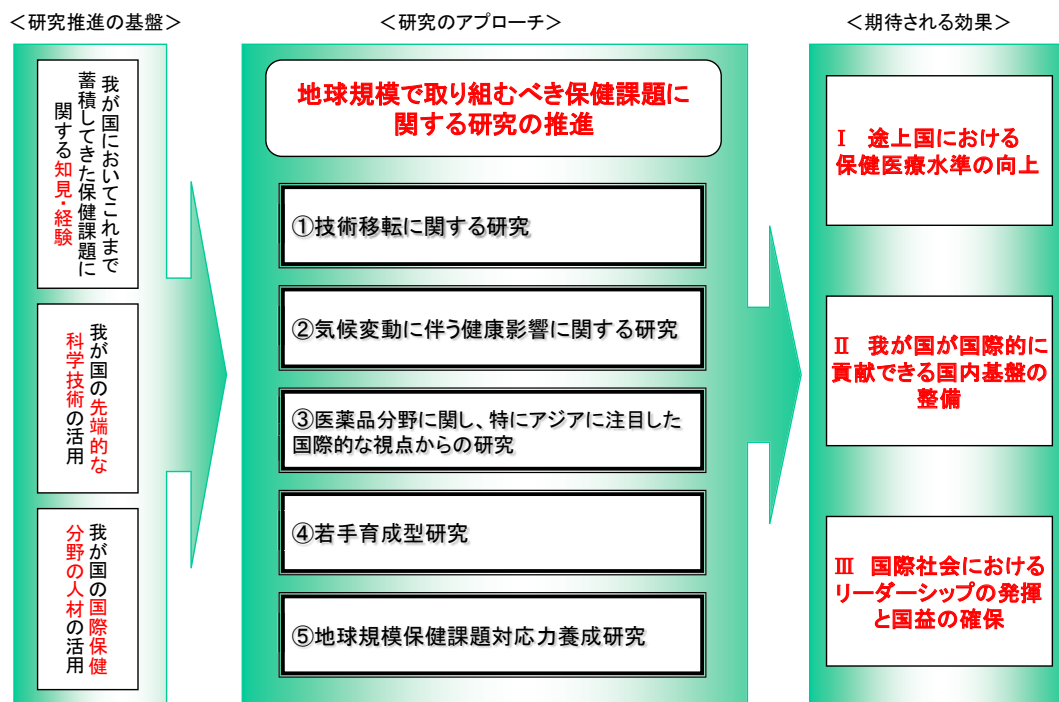 ＜研究推進の基盤＞
我が国においてこれまで
蓄積してきた保健課題に
関する知見・経験
我が国の先端的な
科学技術の活用
我が国の国際保健
分野の人材の活用
＜研究のアプローチ＞
地球規模で取り組むべき保健課題に
関する研究の推進
①技術移転に関する研究
②気候変動に伴う健康影響に関する研究
③医薬品分野に関し、特にアジアに注目した
国際的な視点からの研究
④若手育成型研究
⑤地球規模保健課題対応力養成研究
＜期待される効果＞
Ⅰ　途上国における
保健医療水準の向上
Ⅱ　我が国が国際的に
貢献できる国内基盤の
整備
Ⅲ　国際社会における
リーダーシップの発揮
と国益の確保